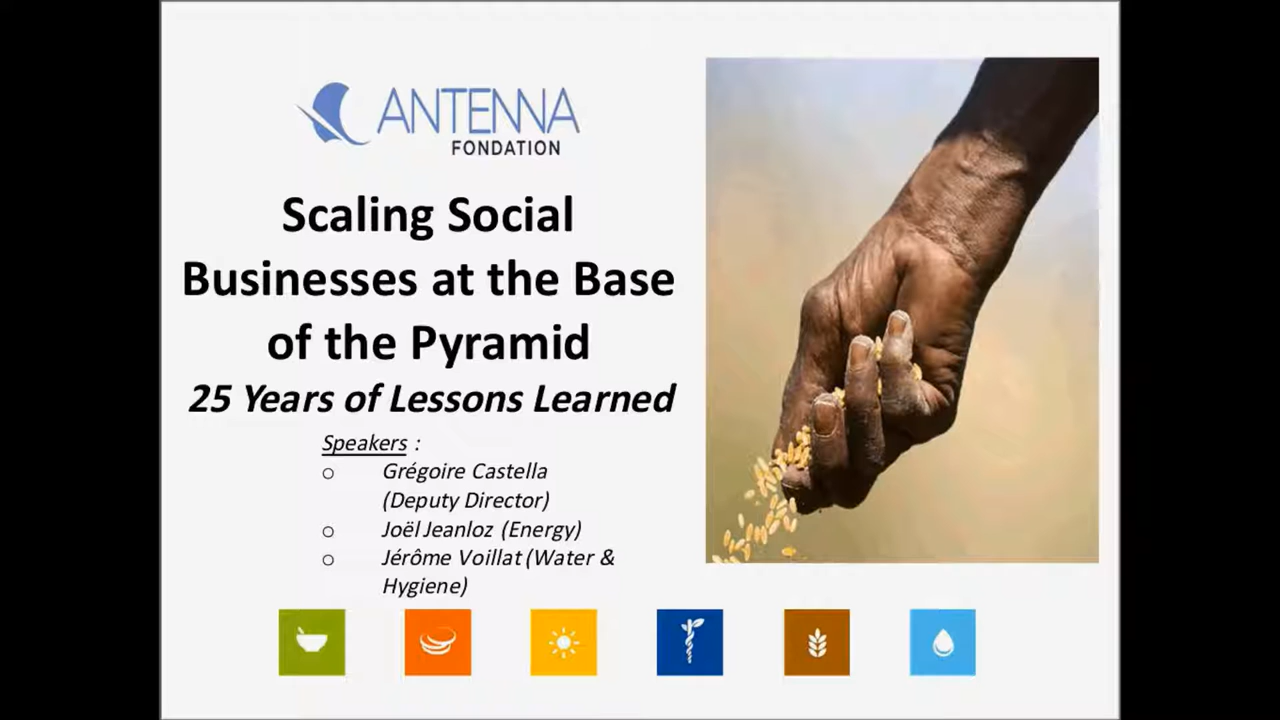 ANTENNA
FONDATION
Scaling Social
Businesses at the Base
of the Pyramid
25 Years of Lessons Learned
Speakers :
o Grégoire Castella
(Deputy Director)
o Joël Jeanloz (Energy)
o Jérôme Voillat (Water &
Hygiene)